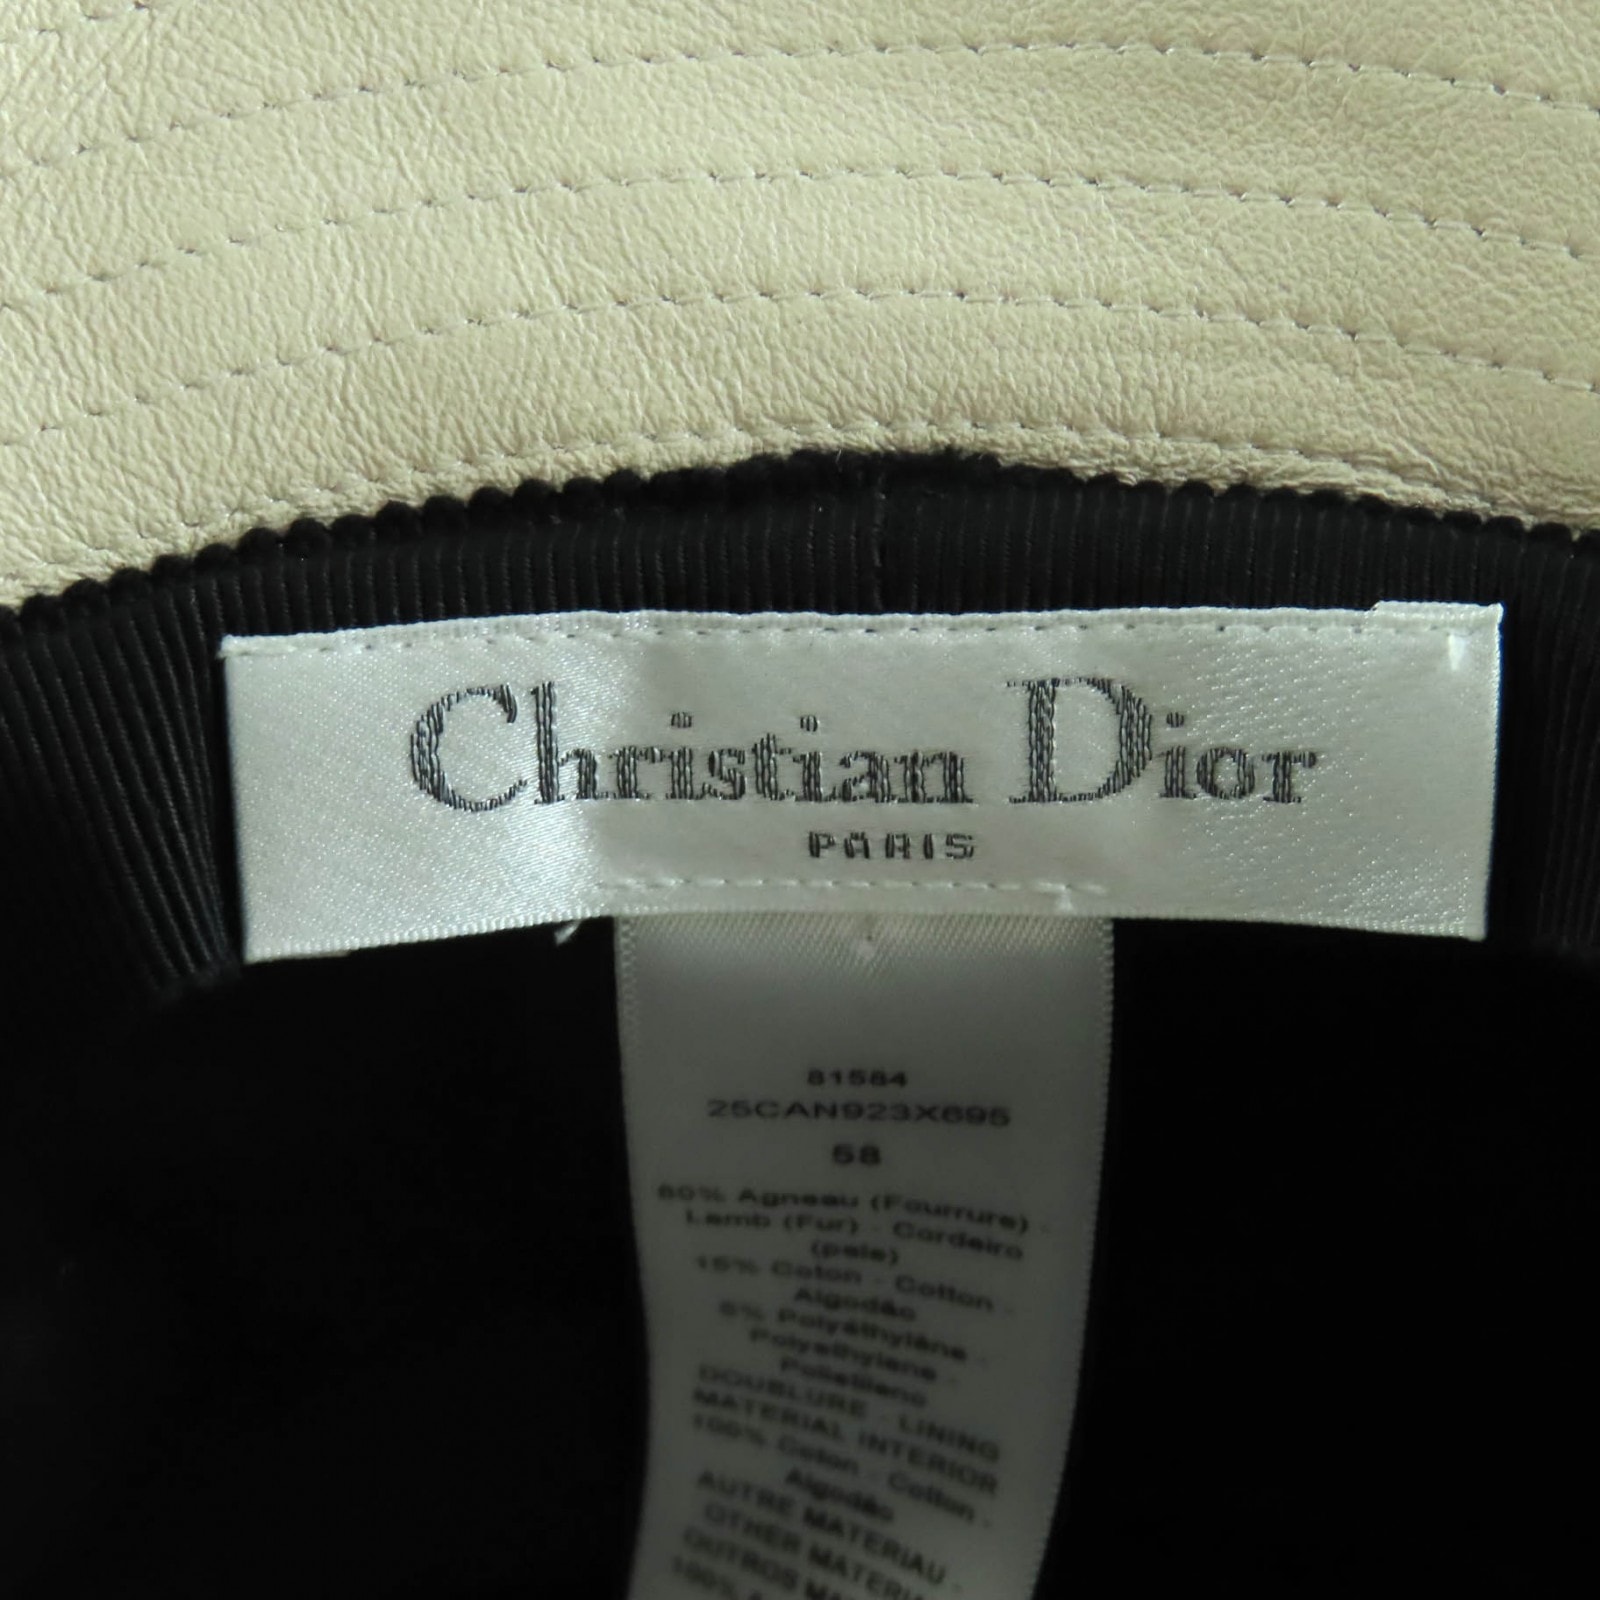 Christian Dior
PARIS
81584
25CAN923X695
58
80% Agneau (Fourrure) -
Lamb (Fur) - Cordeiro
(pele)
15% Coton - Cotton -
Algodão
5% Polyéthylène -
Polyethylene -
Polietileno
DOUBLURE - LINING
MATERIAL INTERIOR
100% Coton - Cotton -
Algodão
AUTRE MATERIAU -
OTHER MATERIAL
OUTROS
100%